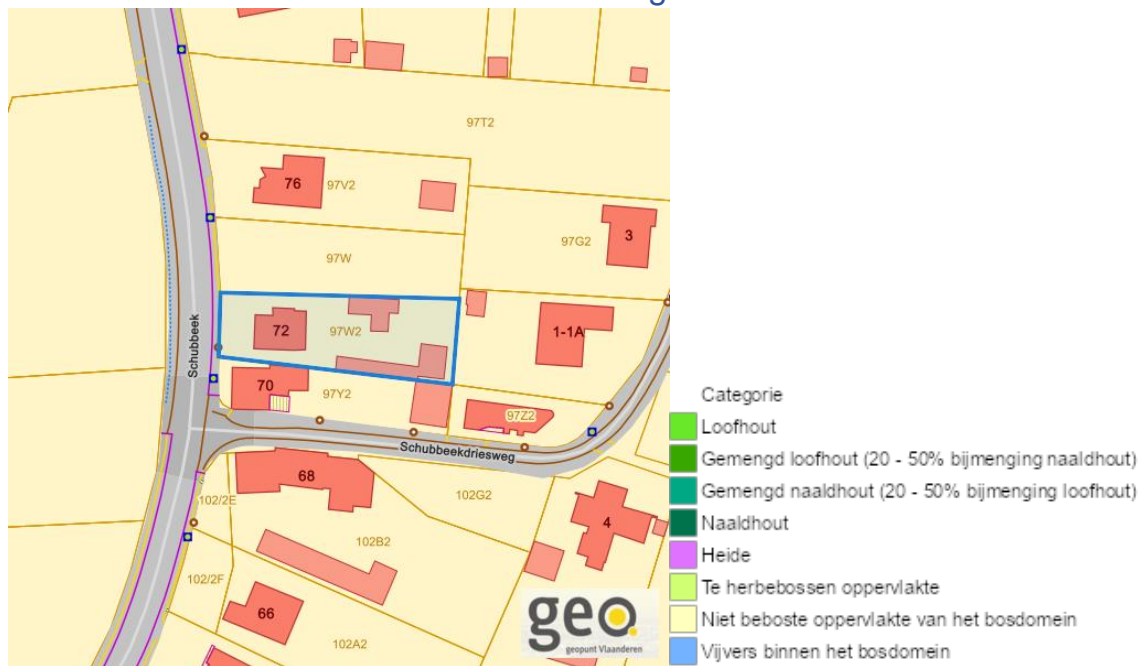 97T2
76
97V2
97G2
3
97W
72
97W2
1-1A
Schubbeek
70
97Y2
97Z2
Schubbeekdriesweg
68
102/2E
102G2
4
102B2
102/2F
66
102A2
geo.
geopunt Vlaanderen
Categorie
Loofhout
Gemengd loofhout (20 - 50% bijmenging naaldhout)
Gemengd naaldhout (20 - 50% bijmenging loofhout)
Naaldhout
Heide
Te herbebossen oppervlakte
Niet beboste oppervlakte van het bosdomein
Vijvers binnen het bosdomein